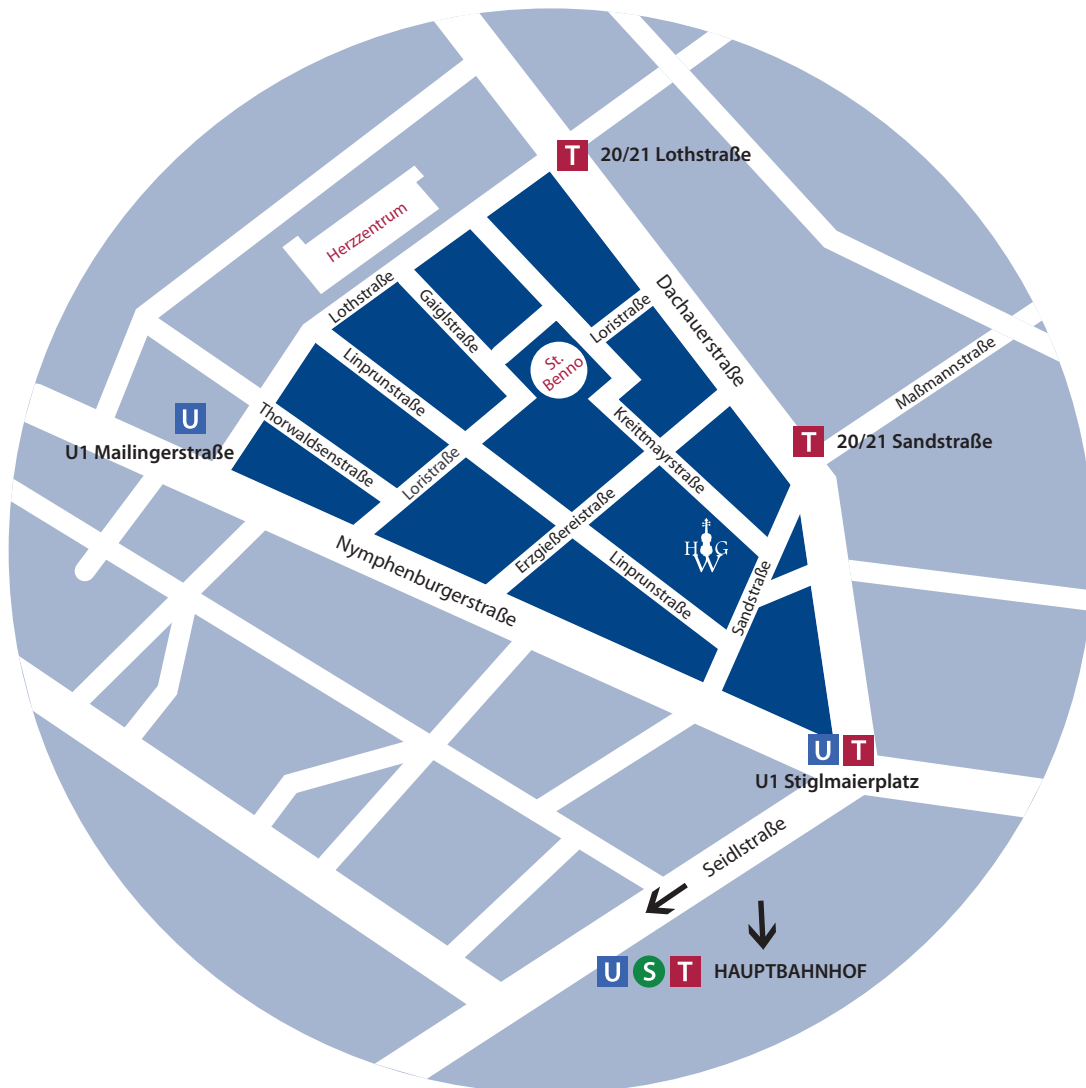 T 20/21 Lothstraße
Herzzentrum
Lothstraße
Gaiglstraße
Dachauerstraße
Loristraße
St.
Benno
Linprunstraße
Maßmannstraße
U
U1 Mailingerstraße
Thorwaldsenstraße
Kreittmayrstraße
T 20/21 Sandstraße
Loristraße
Erzgießereistraße
H G
W
Nymphenburgerstraße
Linprunstraße
Sandstraße
U T
U1 Stiglmaierplatz
Seidlstraße
U S T HAUPTBAHNHOF